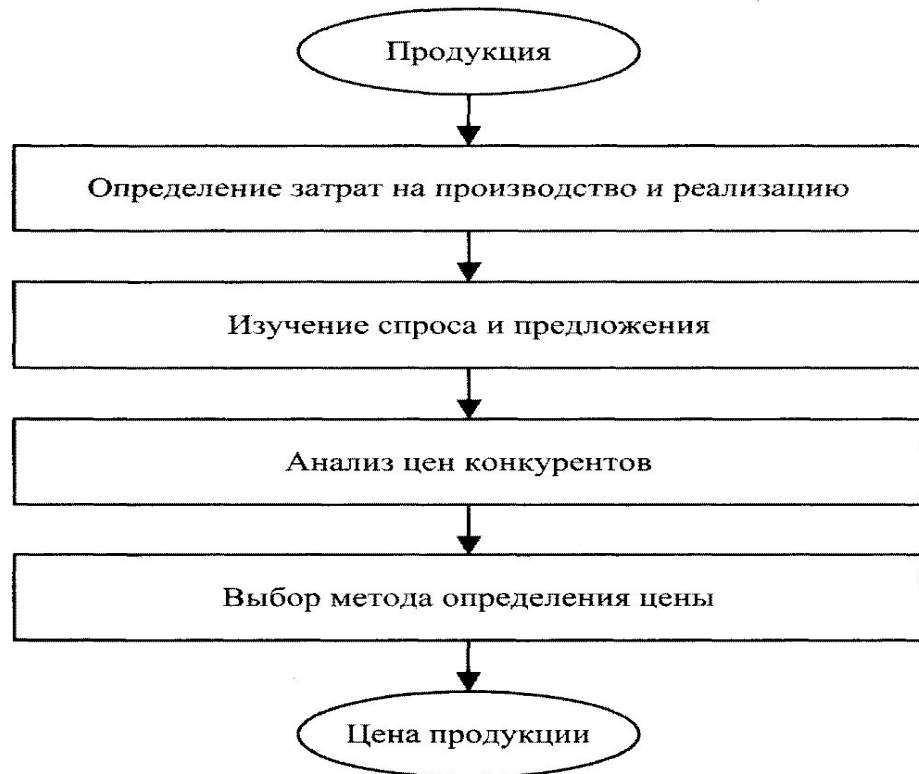 Продукция
Определение затрат на производство и реализацию
Изучение спроса и предложения
Анализ цен конкурентов
Выбор метода определения цены
Цена продукции